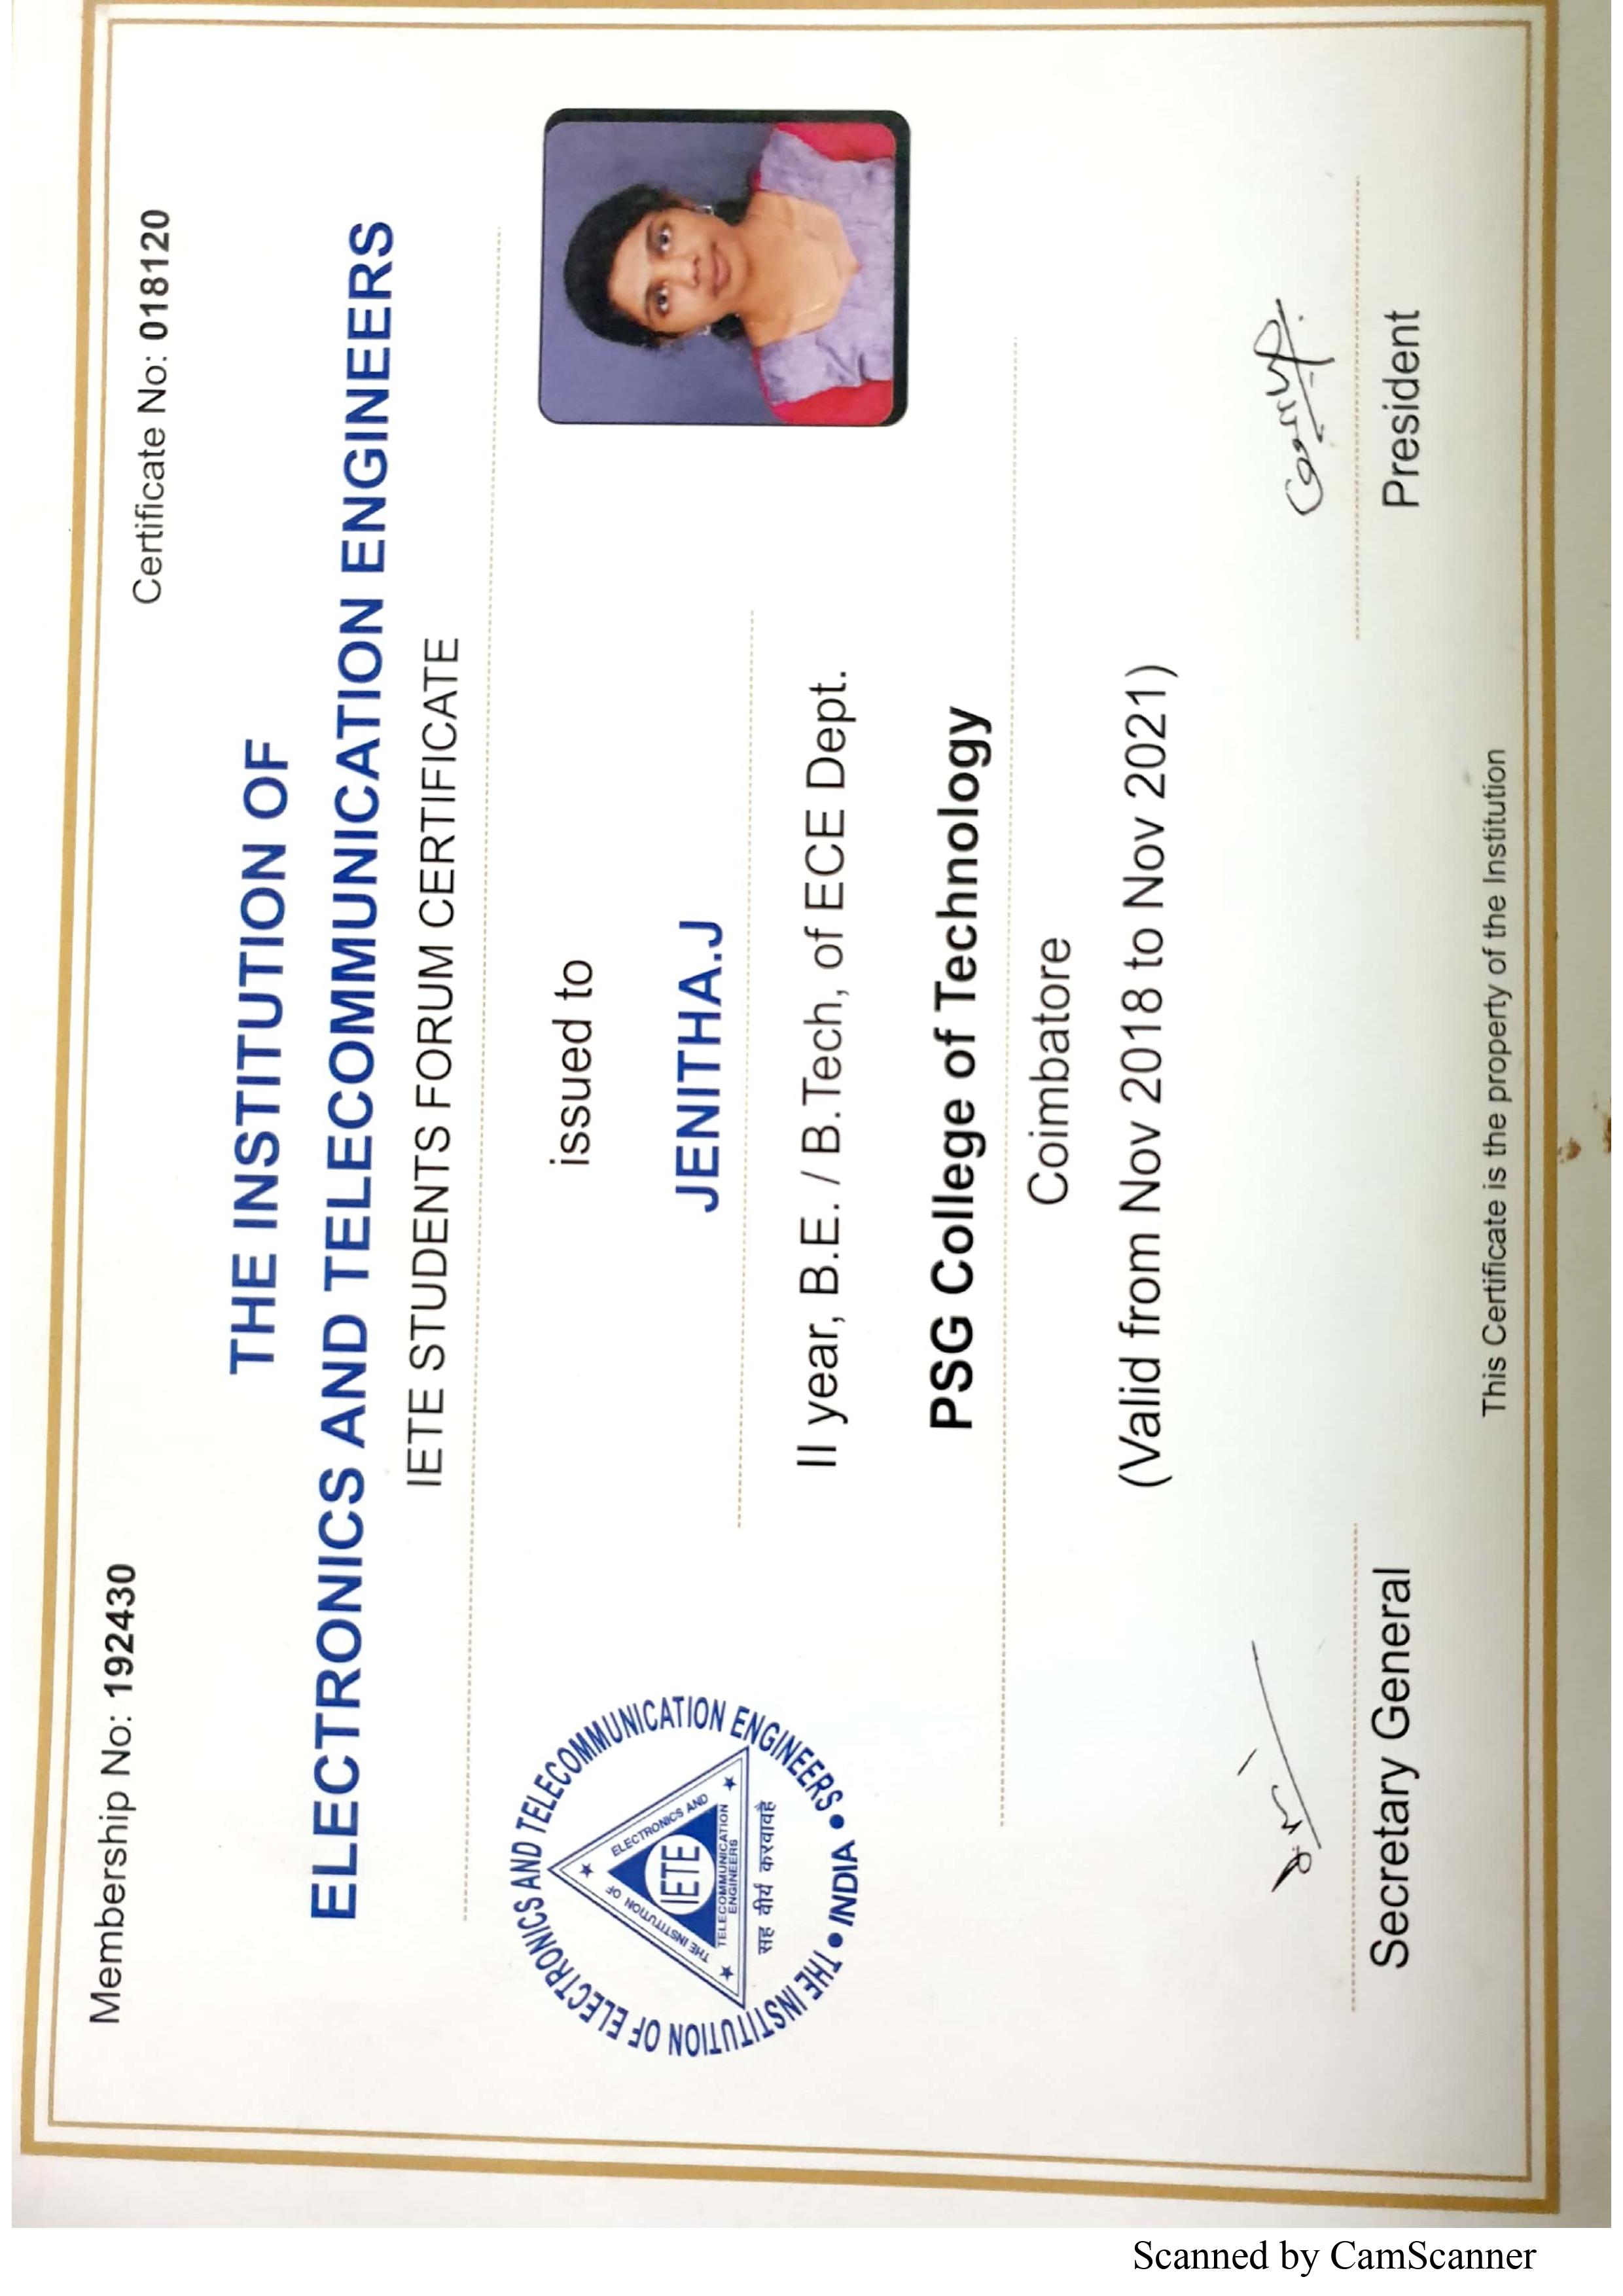 Membership No: 192430
Certificate No: 018120
THE INSTITUTION OF
ELECTRONICS AND TELECOMMUNICATION ENGINEERS
IETE STUDENTS FORUM CERTIFICATE
THE INSTITUTION OF ELECTRONICS AND TELECOMMUNICATION ENGINEERS • INDIA •
THE INSTITUTION OF ELECTRONICS AND
IETE
TELECOMMUNICATION
ENGINEERS
सह वीर्यं करवावहै
issued to
JENITHA.J
II year, B.E. / B.Tech, of ECE Dept.
PSG College of Technology
Coimbatore
(Valid from Nov 2018 to Nov 2021)
Secretary General
President
This Certificate is the property of the Institution
Scanned by CamScanner